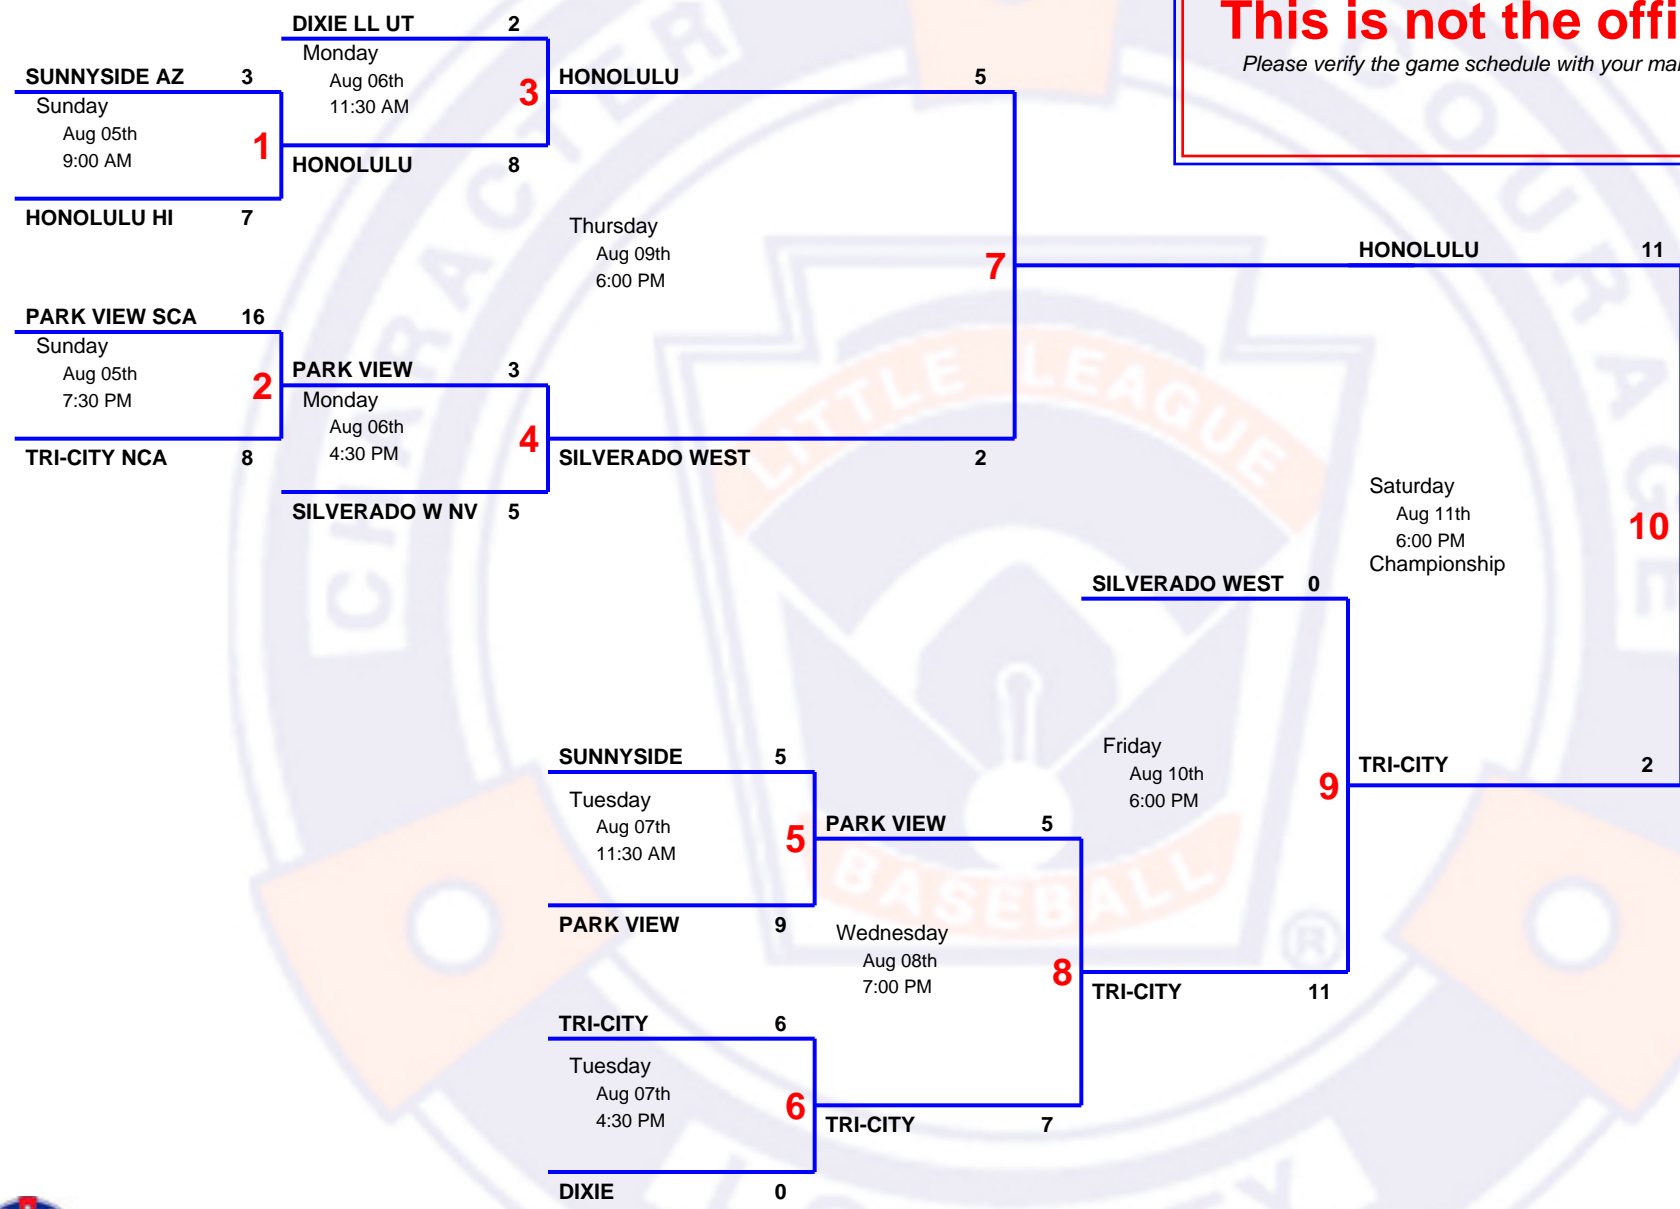 This is not the offi
Please verify the game schedule with your ma
DIXIE LL UT 2
Monday
Aug 06th
11:30 AM
3
SUNNYSIDE AZ 3
Sunday
Aug 05th
9:00 AM
1
HONOLULU HI 7
HONOLULU 8
HONOLULU 5
Thursday
Aug 09th
6:00 PM
7
PARK VIEW SCA 16
Sunday
Aug 05th
7:30 PM
2
TRI-CITY NCA 8
PARK VIEW 3
Monday
Aug 06th
4:30 PM
4
SILVERADO W NV 5
SILVERADO WEST 2
HONOLULU 11
Saturday
Aug 11th
6:00 PM
Championship
10
SILVERADO WEST 0
Friday
Aug 10th
6:00 PM
9
TRI-CITY 2
SUNNYSIDE 5
Tuesday
Aug 07th
11:30 AM
5
PARK VIEW 9
PARK VIEW 5
Wednesday
Aug 08th
7:00 PM
8
TRI-CITY 11
TRI-CITY 6
Tuesday
Aug 07th
4:30 PM
6
DIXIE 0
TRI-CITY 7
CHARACTER
COURAGE
LITTLE LEAGUE
BASEBALL
®